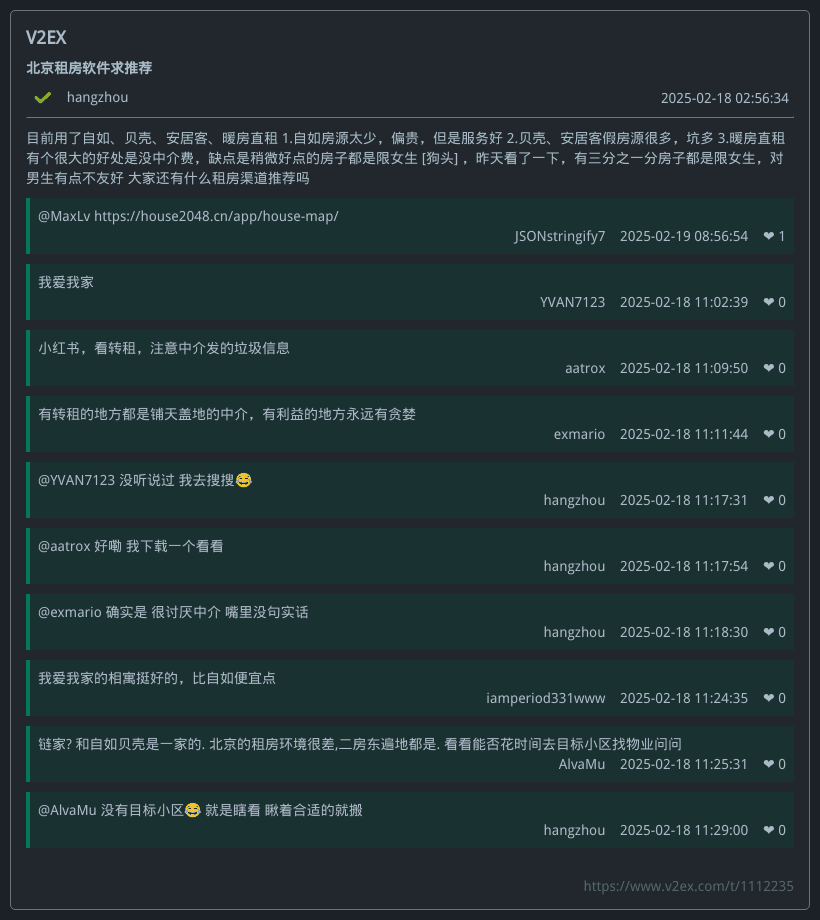 V2EX
北京租房软件求推荐
hangzhou 2025-02-18 02:56:34
目前用了自如、贝壳、安居客、暖房直租 1.自如房源太少，偏贵，但是服务好 2.贝壳、安居客假房源很多，坑多 3.暖房直租
有个很大的好处是没中介费，缺点是稍微好点的房子都是限女生 [狗头] ，昨天看了一下，有三分之一分房子都是限女生，对
男生有点不友好 大家还有什么租房渠道推荐吗
@MaxLv https://house2048.cn/app/house-map/
JSONstringify7 2025-02-19 08:56:54 ❤ 1
我爱我家
YVAN7123 2025-02-18 11:02:39 ❤ 0
小红书，看转租，注意中介发的垃圾信息
aatrox 2025-02-18 11:09:50 ❤ 0
有转租的地方都是铺天盖地的中介，有利益的地方永远有贪婪
exmario 2025-02-18 11:11:44 ❤ 0
@YVAN7123 没听说过 我去搜搜😂
hangzhou 2025-02-18 11:17:31 ❤ 0
@aatrox 好嘞 我下载一个看看
hangzhou 2025-02-18 11:17:54 ❤ 0
@exmario 确实是 很讨厌中介 嘴里没句实话
hangzhou 2025-02-18 11:18:30 ❤ 0
我爱我家的相寓挺好的，比自如便宜点
iamperiod331www 2025-02-18 11:24:35 ❤ 0
链家? 和自如贝壳是一家的. 北京的租房环境很差,二房东遍地都是. 看看能否花时间去目标小区找物业问问
AlvaMu 2025-02-18 11:25:31 ❤ 0
@AlvaMu 没有目标小区😂 就是瞎看 瞅着合适的就搬
hangzhou 2025-02-18 11:29:00 ❤ 0
https://www.v2ex.com/t/1112235